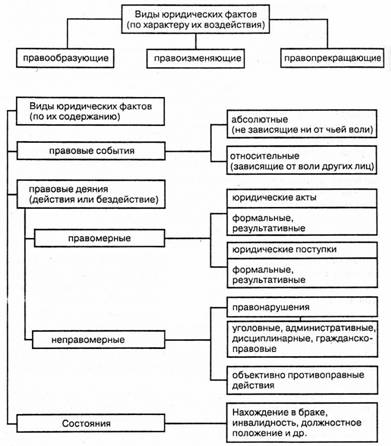 Виды юридических фактов
(по характеру их воздействия)
правообразующие
правоизменяющие
правопрекращающие
Виды юридических фактов
(по их содержанию)
правовые события
абсолютные
(не зависящие ни от чьей воли)
относительные
(зависящие от воли других лиц)
правовые деяния
(действия или бездействие)
правомерные
юридические акты
формальные,
результативные
юридические поступки
формальные,
результативные
неправомерные
правонарушения
уголовные, административные,
дисциплинарные, гражданско-
правовые
объективно противоправные
действия
Состояния
Нахождение в браке,
инвалидность, должностное
положение и др.